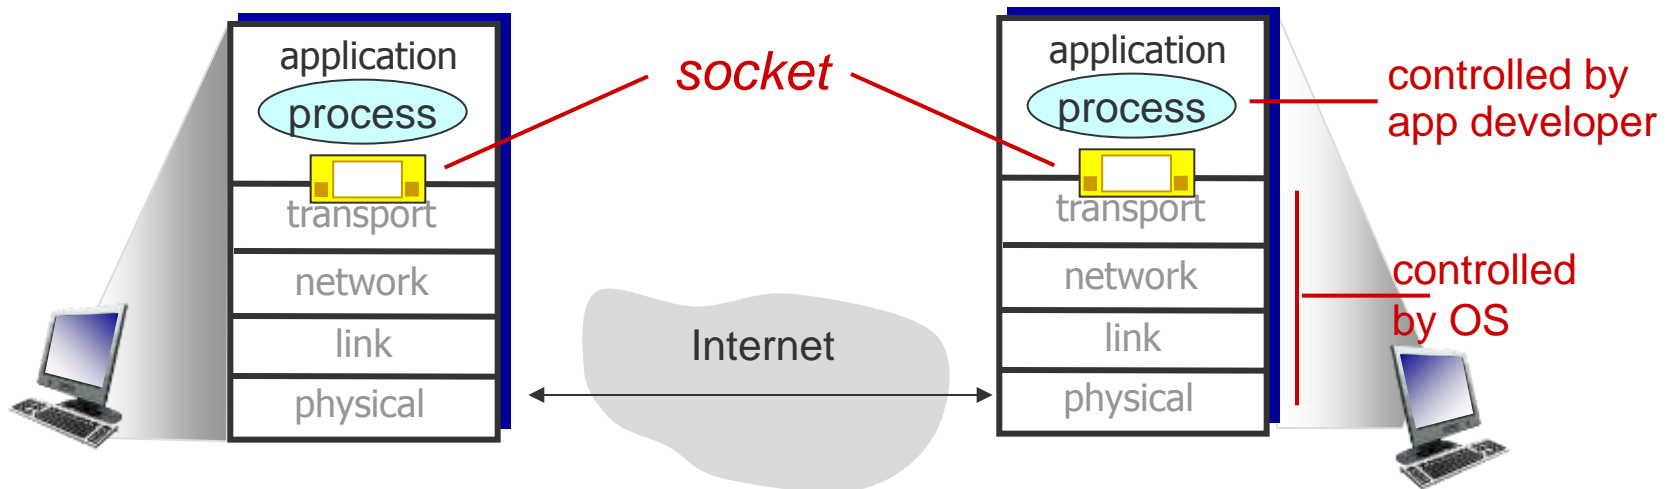 application
process
transport
network
link
physical
socket
Internet
application
process
transport
network
link
physical
controlled by
app developer
controlled
by OS